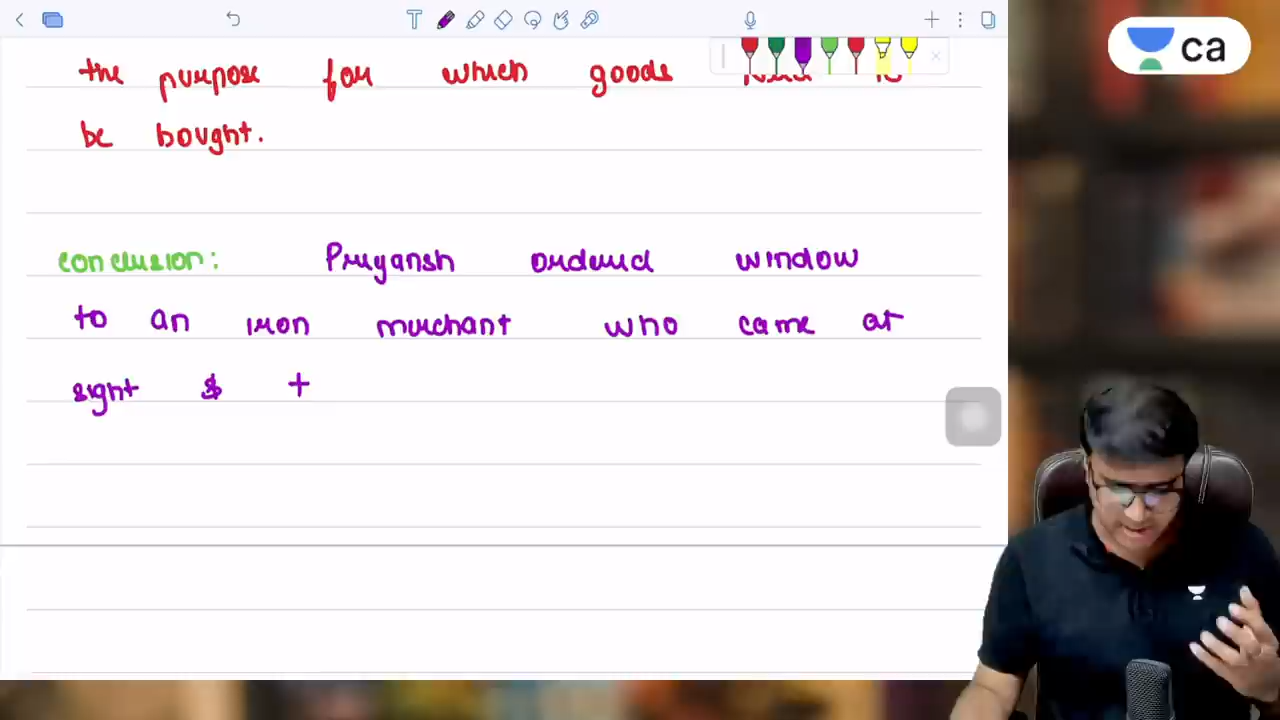 ca
the purpose for which goods
be bought.
conclusion: Priyansh ordered window
to an iron merchant who came at
sight & t